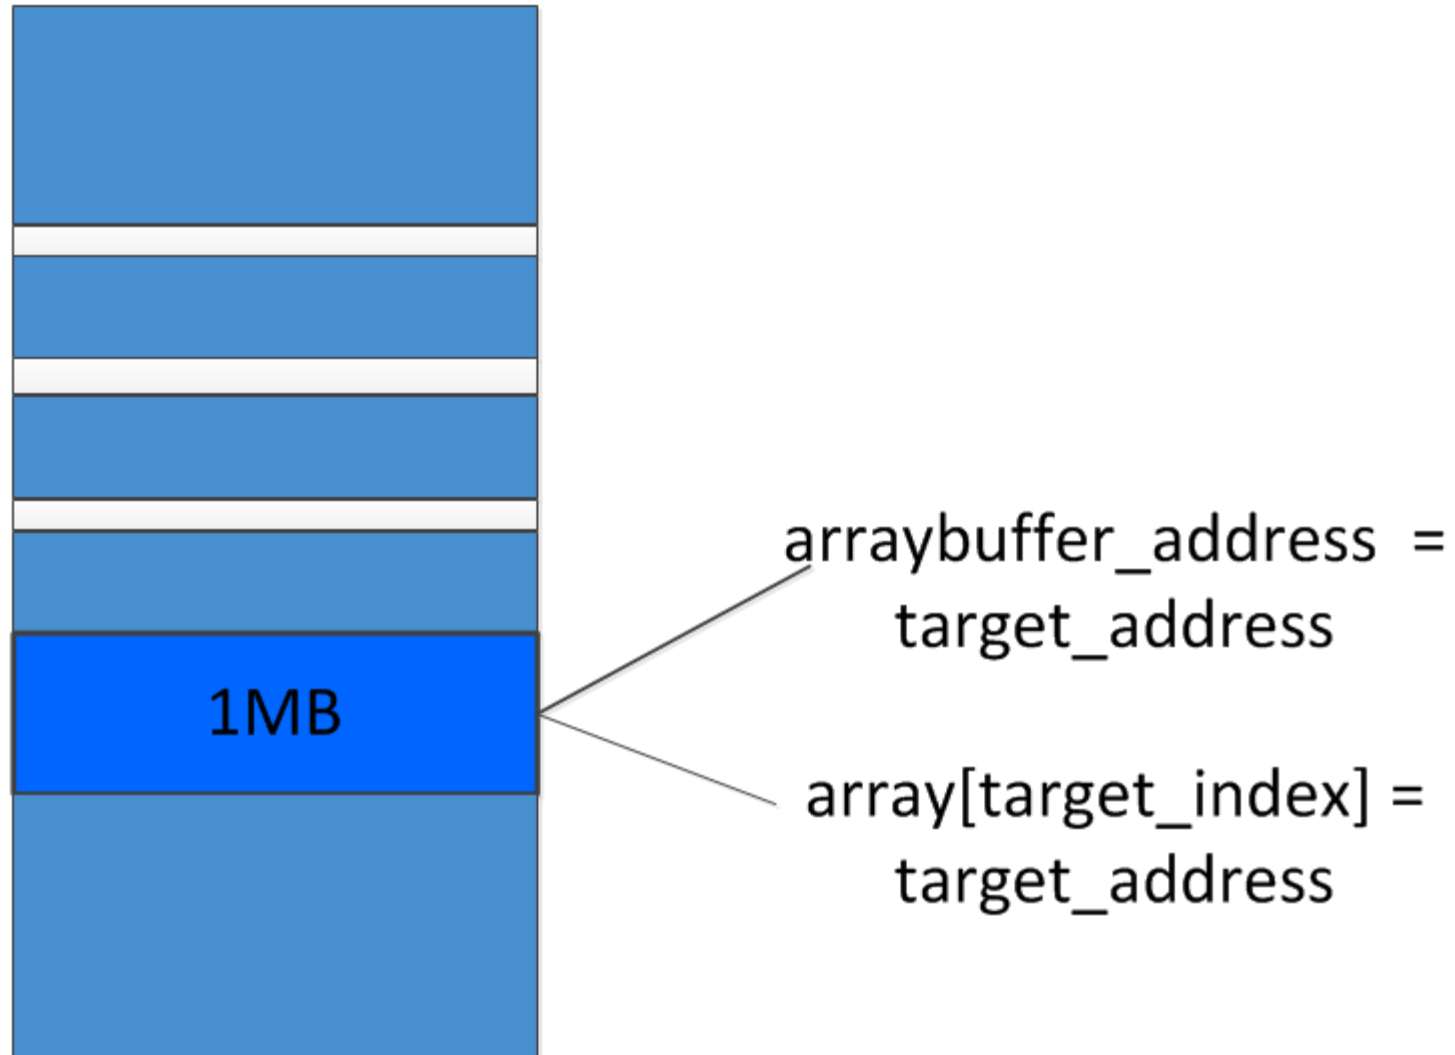 arraybuffer_address =
target_address
1MB
array[target_index] =
target_address